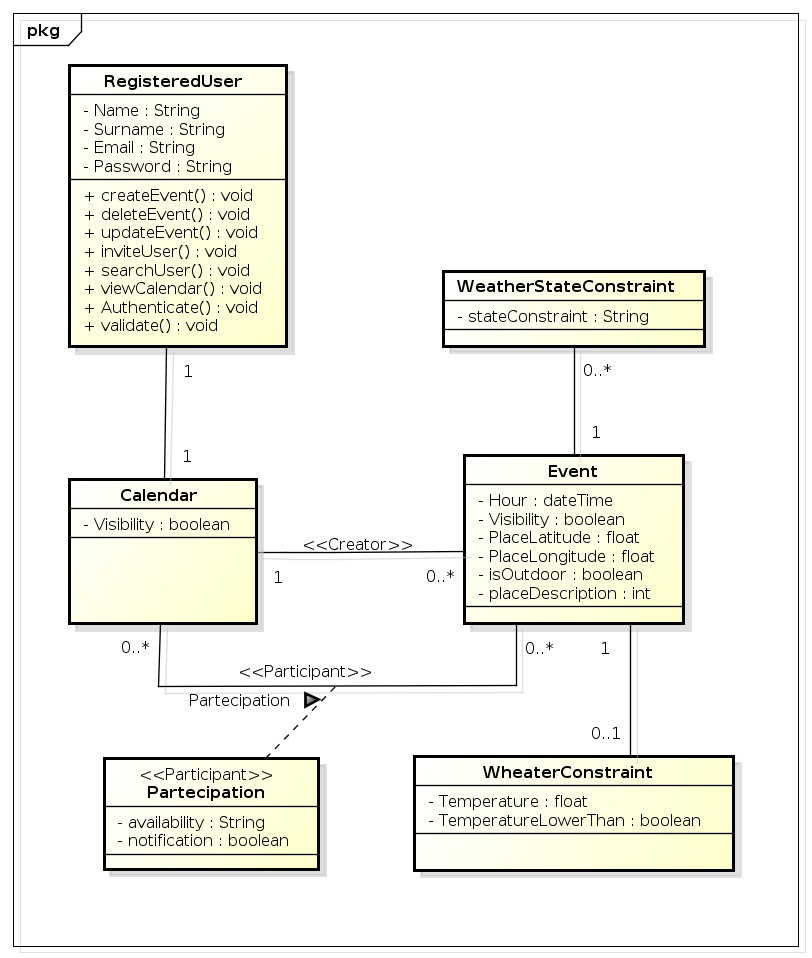 pkg
RegisteredUser
- Name : String
- Surname : String
- Email : String
- Password : String
+ createEvent() : void
+ deleteEvent() : void
+ updateEvent() : void
+ inviteUser() : void
+ searchUser() : void
+ viewCalendar() : void
+ Authenticate() : void
+ validate() : void
WeatherStateConstraint
- stateConstraint : String
1
0..*
1
1
Calendar
- Visibility : boolean
Event
- Hour : dateTime
- Visibility : boolean
- PlaceLatitude : float
- PlaceLongitude : float
- isOutdoor : boolean
- placeDescription : int
<<Creator>>
1
0..*
0..*
0..*
1
<<Participant>>
Partecipation
0..1
<<Participant>>
Partecipation
- availability : String
- notification : boolean
WheaterConstraint
- Temperature : float
- TemperatureLowerThan : boolean